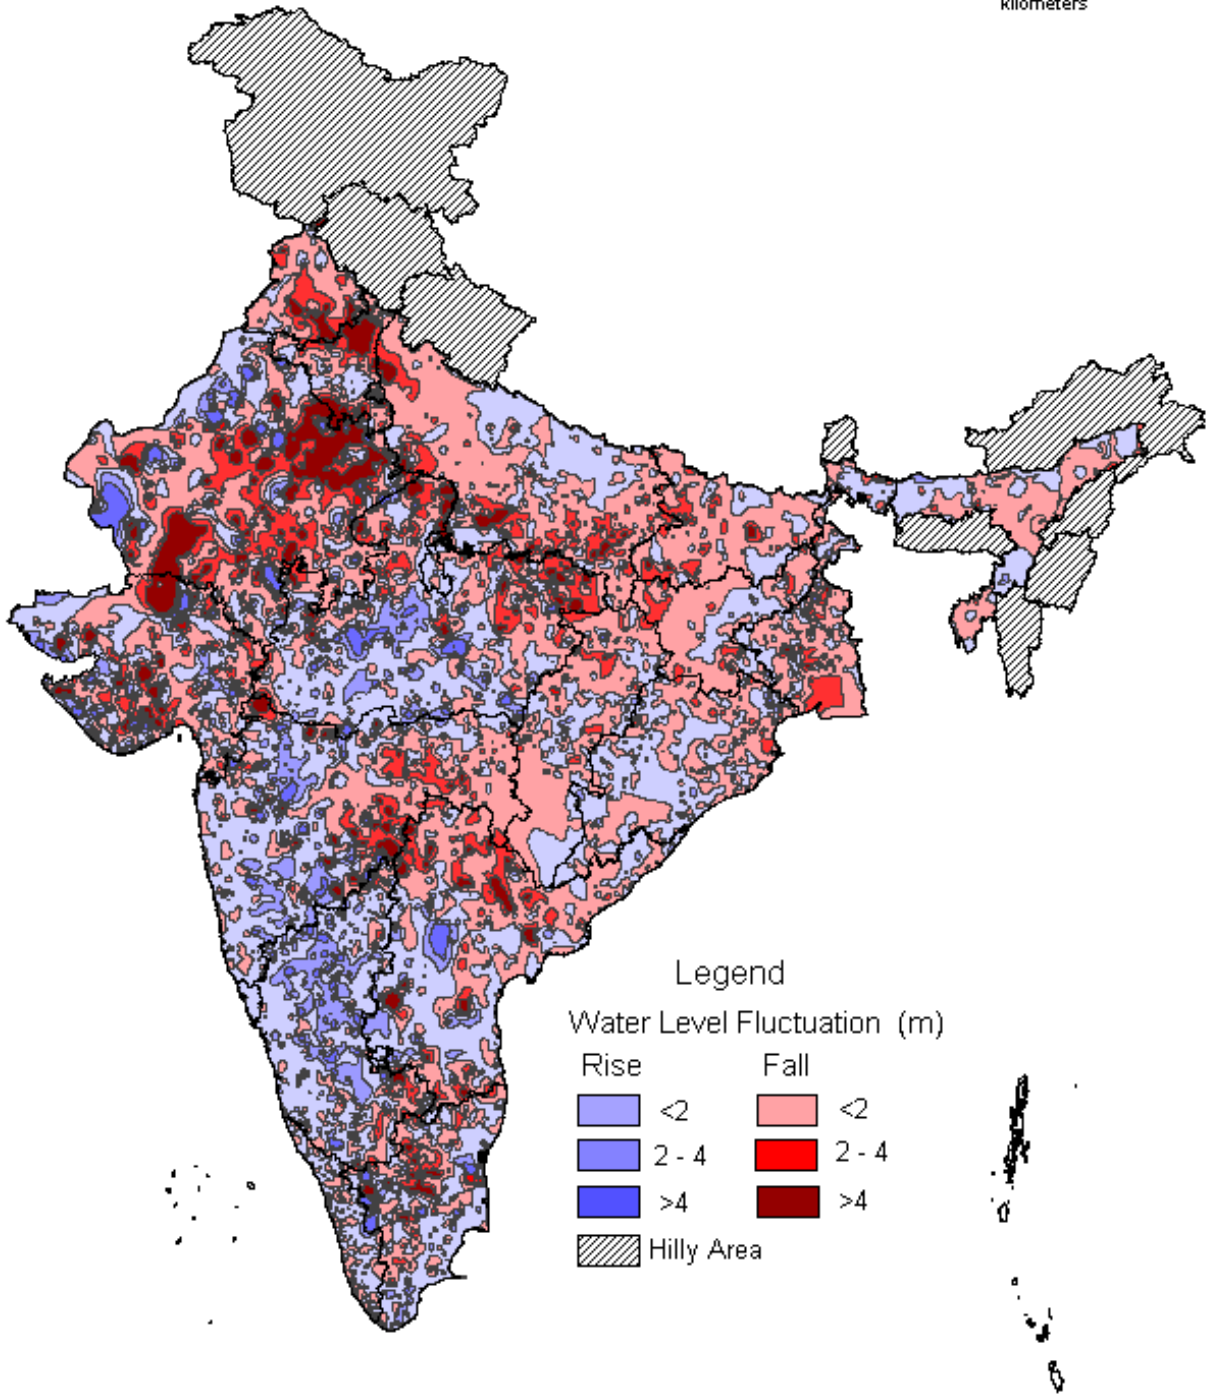 kilometers
Legend
Water Level Fluctuation (m)
Rise Fall
<2 <2
2 - 4 2 - 4
>4 >4
Hilly Area